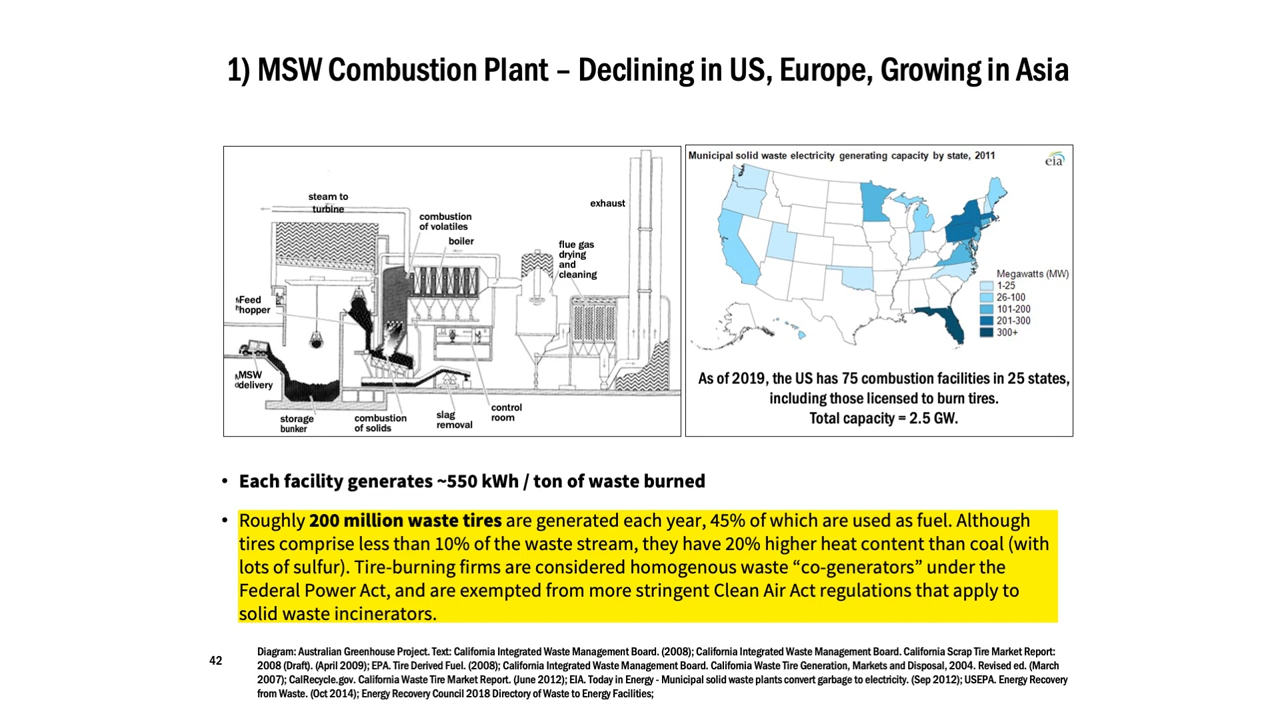 1) MSW Combustion Plant – Declining in US, Europe, Growing in Asia
steam to
turbine
combustion
of volatiles
boiler
exhaust
flue gas
drying
and
cleaning
Feed
hopper
MSW
delivery
storage
bunker
combustion
of solids
slag
removal
control
room
Municipal solid waste electricity generating capacity by state, 2011
eia
Megawatts (MW)
1-25
26-100
101-200
201-300
300+
As of 2019, the US has 75 combustion facilities in 25 states,
including those licensed to burn tires.
Total capacity = 2.5 GW.
• Each facility generates ~550 kWh / ton of waste burned
• Roughly 200 million waste tires are generated each year, 45% of which are used as fuel. Although
tires comprise less than 10% of the waste stream, they have 20% higher heat content than coal (with
lots of sulfur). Tire-burning firms are considered homogenous waste “co-generators” under the
Federal Power Act, and are exempted from more stringent Clean Air Act regulations that apply to
solid waste incinerators.
42
Diagram: Australian Greenhouse Project. Text: California Integrated Waste Management Board. (2008); California Integrated Waste Management Board. California Scrap Tire Market Report:
2008 (Draft). (April 2009); EPA. Tire Derived Fuel. (2008); California Integrated Waste Management Board. California Waste Tire Generation, Markets and Disposal, 2004. Revised ed. (March
2007); CalRecycle.gov. California Waste Tire Market Report. (June 2012); EIA. Today in Energy - Municipal solid waste plants convert garbage to electricity. (Sep 2012); USEPA. Energy Recovery
from Waste. (Oct 2014); Energy Recovery Council 2018 Directory of Waste to Energy Facilities;